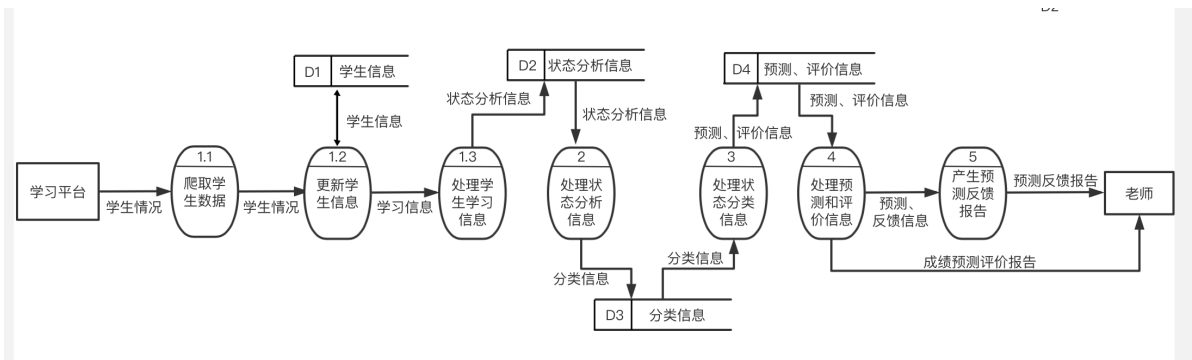 D1 学生信息
D2 状态分析信息
D4 预测、评价信息
状态分析信息
学生信息
状态分析信息
预测、评价信息
预测、评价信息
学习平台
学生情况
1.1
爬取学
生数据
学生情况
1.2
更新学
生信息
学习信息
1.3
处理学
生学习
信息
2
处理状
态分析
信息
3
处理状
态分类
信息
4
处理预
测和评
价信息
预测、
反馈信息
5
产生预
测反馈
报告
预测反馈报告
老师
分类信息
分类信息
成绩预测评价报告
D3 分类信息